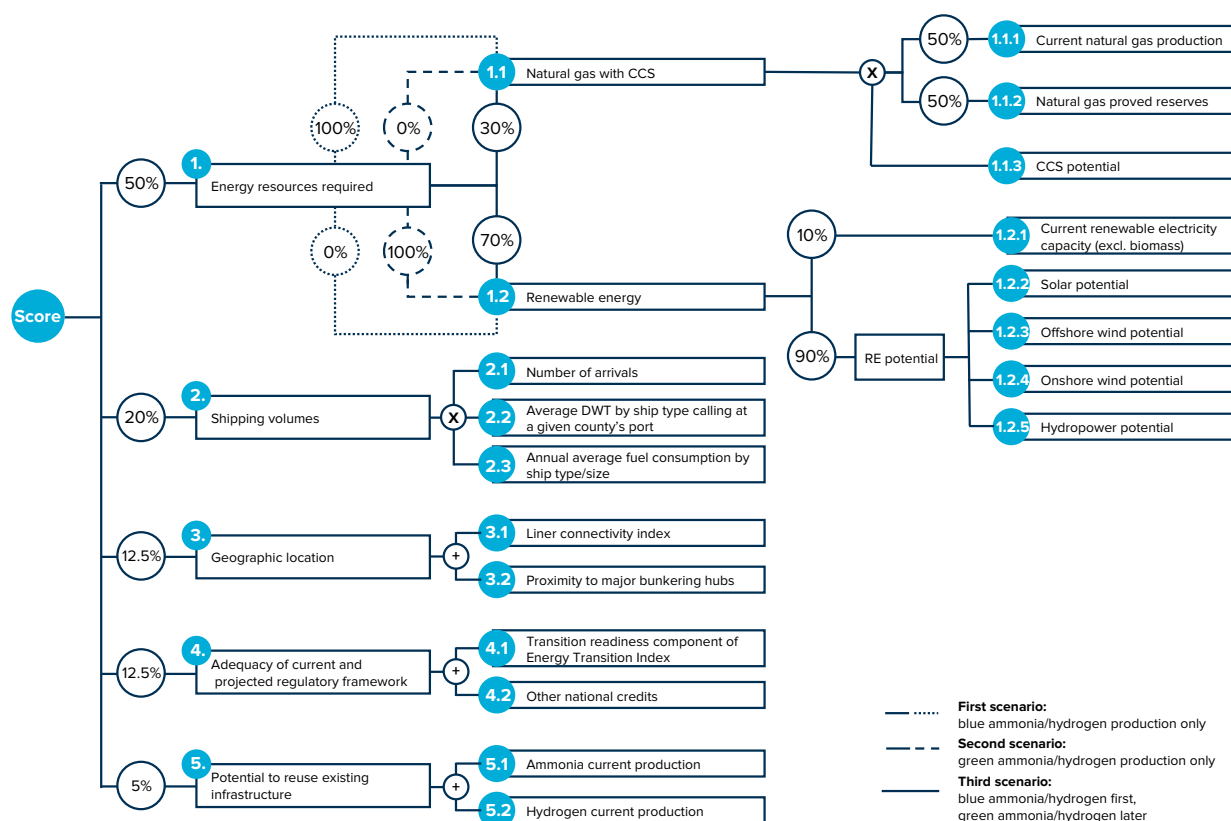 Score
50%
1.
Energy resources required
100%
0%
30%
0%
100%
70%
1.1
Natural gas with CCS
X
50%
1.1.1
Current natural gas production
50%
1.1.2
Natural gas proved reserves
1.1.3
CCS potential
1.2
Renewable energy
10%
1.2.1
Current renewable electricity
capacity (excl. biomass)
90%
RE potential
1.2.2
Solar potential
1.2.3
Offshore wind potential
1.2.4
Onshore wind potential
1.2.5
Hydropower potential
20%
2.
Shipping volumes
X
2.1
Number of arrivals
2.2
Average DWT by ship type calling at
a given county's port
2.3
Annual average fuel consumption by
ship type/size
12.5%
3.
Geographic location
+
3.1
Liner connectivity index
3.2
Proximity to major bunkering hubs
12.5%
4.
Adequacy of current and
projected regulatory framework
+
4.1
Transition readiness component of
Energy Transition Index
4.2
Other national credits
5%
5.
Potential to reuse existing
infrastructure
+
5.1
Ammonia current production
5.2
Hydrogen current production
First scenario:
blue ammonia/hydrogen production only
Second scenario:
green ammonia/hydrogen production only
Third scenario:
blue ammonia/hydrogen first,
green ammonia/hydrogen later